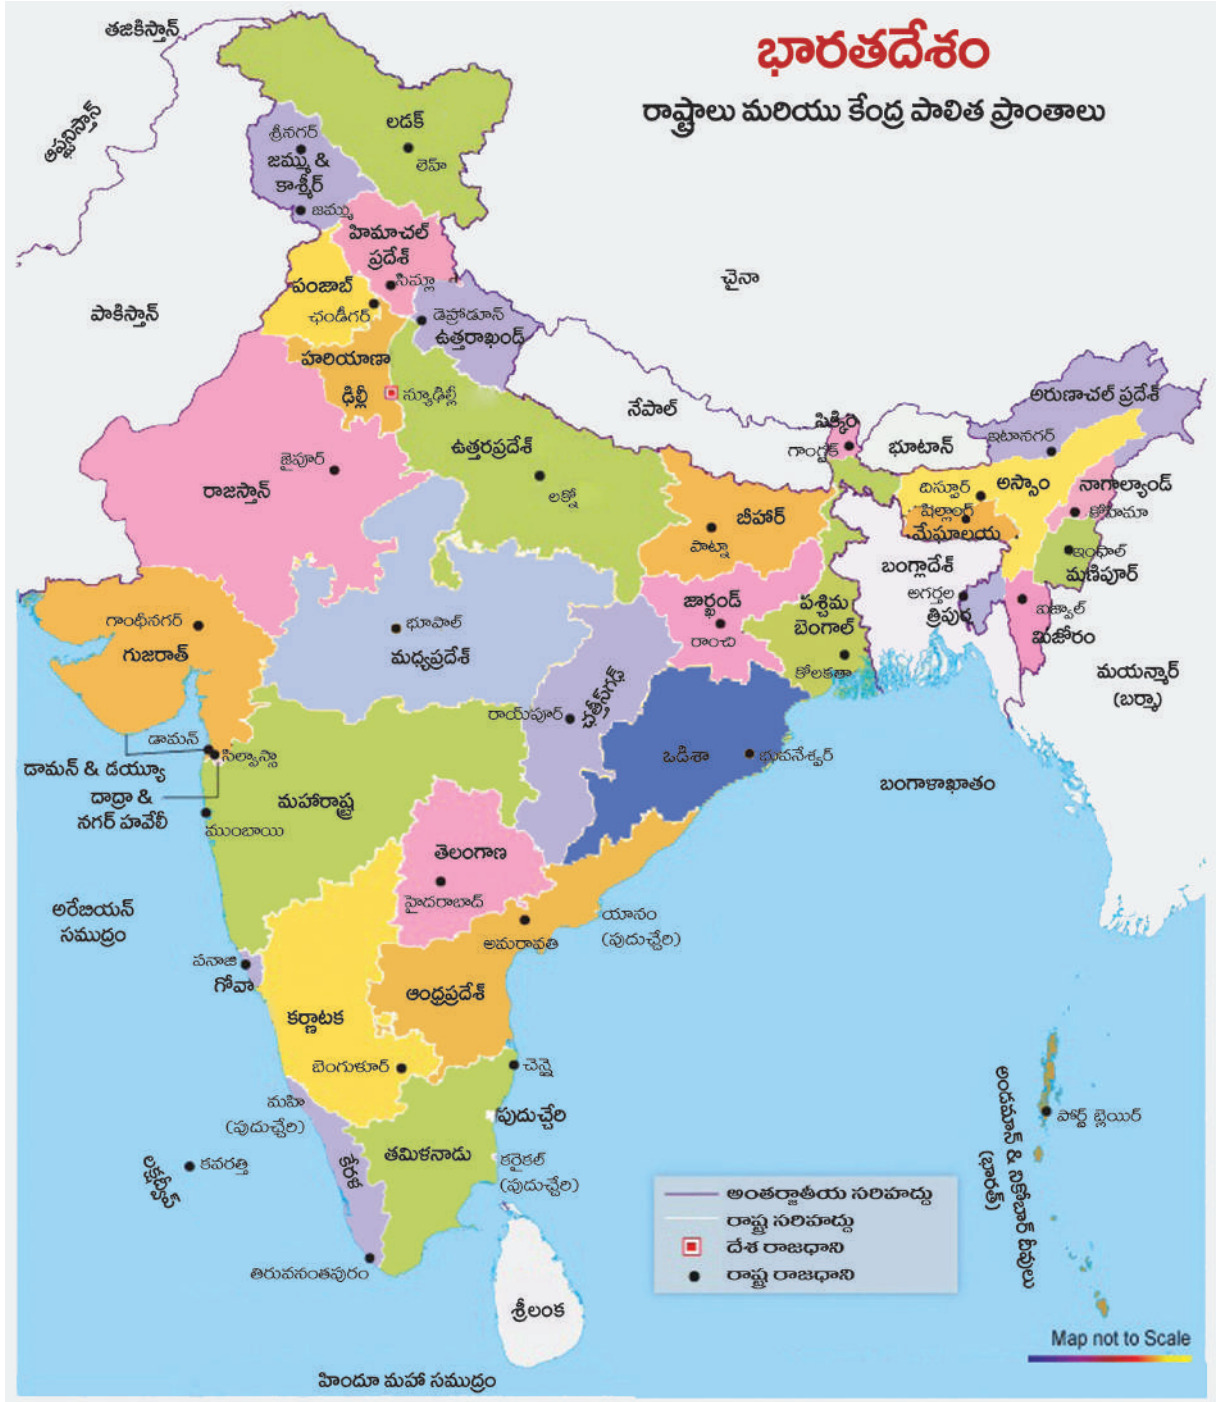 భారతదేశం
రాష్ట్రాలు మరియు కేంద్ర పాలిత ప్రాంతాలు
తజికిస్తాన్
ఆఫ్ఘనిస్తాన్
లడక్
లెహ్
శ్రీనగర్
జమ్ము &
కాశ్మీర్
జమ్ము
హిమాచల్
ప్రదేశ్
సిమ్లా
పంజాబ్
ఛండీగర్
చైనా
పాకిస్తాన్
డెహ్రాడూన్
ఉత్తరాఖండ్
హరియాణా
ఢిల్లీ
న్యూఢిల్లీ
నేపాల్
అరుణాచల్ ప్రదేశ్
ఇటానగర్
సిక్కిం
గాంగ్టక్
భూటాన్
ఉత్తరప్రదేశ్
లక్నో
జైపూర్
రాజస్తాన్
దిస్పూర్
అస్సాం
నాగాల్యాండ్
కోహిమా
షిల్లాంగ్
మేఘాలయ
బీహార్
పాట్నా
ఇంఫాల్
మణిపూర్
బంగ్లాదేశ్
అగర్తల
త్రిపుర
ఐజ్వాల్
మిజోరం
జార్ఖండ్
రాంచి
పశ్చిమ
బెంగాల్
కోలకతా
గాంధీనగర్
గుజరాత్
భూపాల్
మధ్యప్రదేశ్
మయన్మార్
(బర్మా)
ఛత్తీస్‌గఢ్
రాయ్‌పూర్
డామన్
సిల్వాస్సా
డామన్ & డయ్యూ
దాద్రా &
నగర్ హవేలీ
ఒడిశా
భువనేశ్వర్
బంగాళాఖాతం
మహారాష్ట్ర
ముంబాయి
తెలంగాణ
హైదరాబాద్
అరేబియన్
సముద్రం
యానం
(పుదుచ్చేరి)
అమరావతి
పనాజి
గోవా
ఆంధ్రప్రదేశ్
కర్ణాటక
బెంగుళూర్
చెన్నై
మహి
(పుదుచ్చేరి)
పుదుచ్చేరి
తమిళనాడు
కరైకల్
(పుదుచ్చేరి)
కేరళ
కవరత్తి
తిరువనంతపురం
పోర్ట్ బ్లెయిర్
అండమాన్ & నికోబార్ దీవులు
(భారత్)
అంతర్జాతీయ సరిహద్దు
రాష్ట్ర సరిహద్దు
దేశ రాజధాని
రాష్ట్ర రాజధాని
శ్రీలంక
Map not to Scale
హిందూ మహా సముద్రం